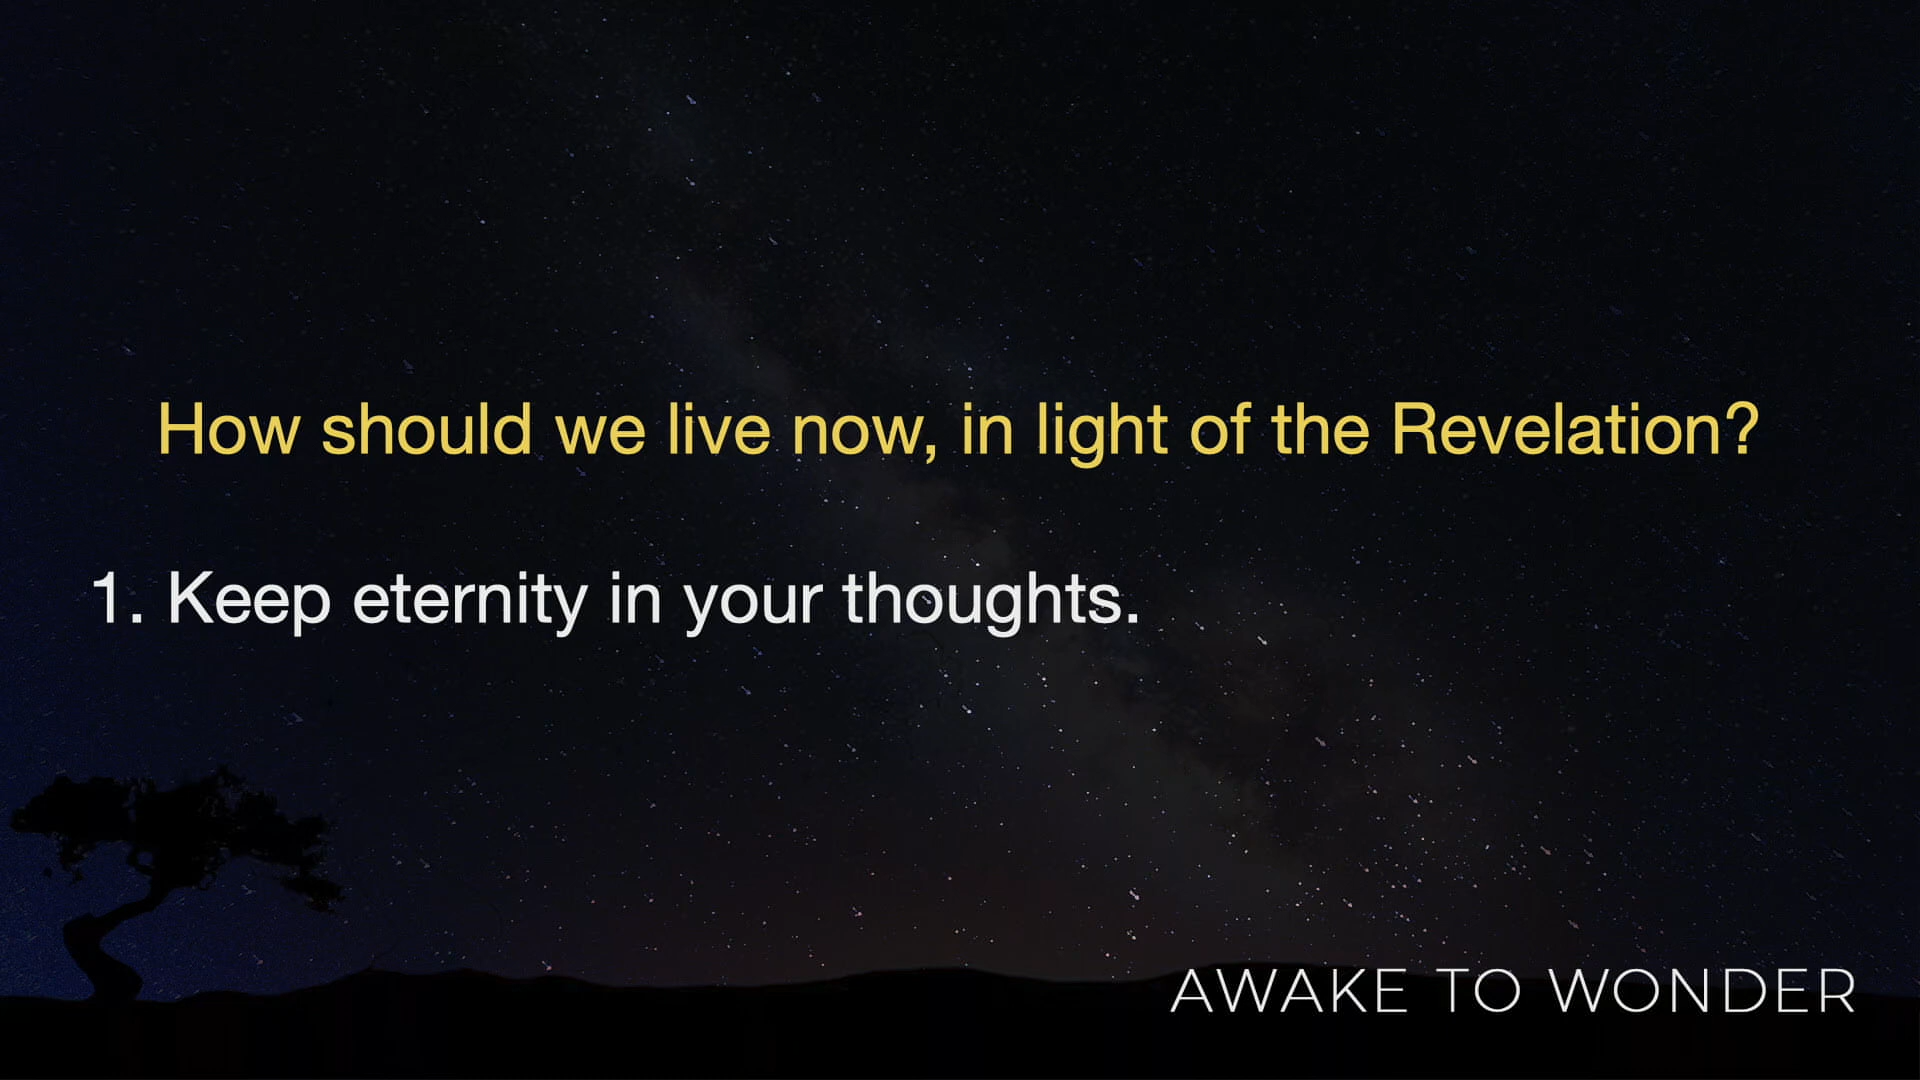 How should we live now, in light of the Revelation?
1. Keep eternity in your thoughts.
AWAKE TO WONDER